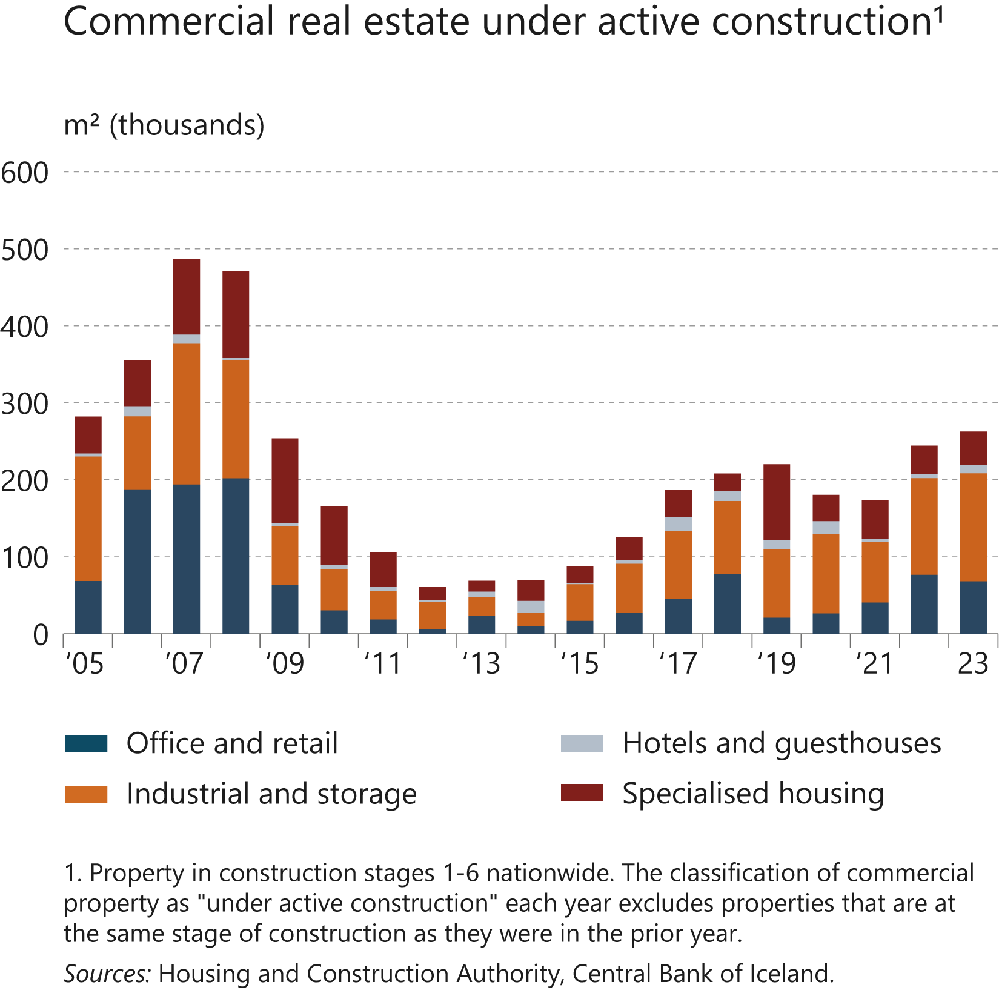 Commercial real estate under active construction¹
m² (thousands)
600
500
400
300
200
100
0
‘05 ‘07 ‘09 ‘11 ‘13 ‘15 ‘17 ‘19 ‘21 23
Office and retail
Hotels and guesthouses
Industrial and storage
Specialised housing
1. Property in construction stages 1-6 nationwide. The classification of commercial
property as "under active construction" each year excludes properties that are at
the same stage of construction as they were in the prior year.
Sources: Housing and Construction Authority, Central Bank of Iceland.